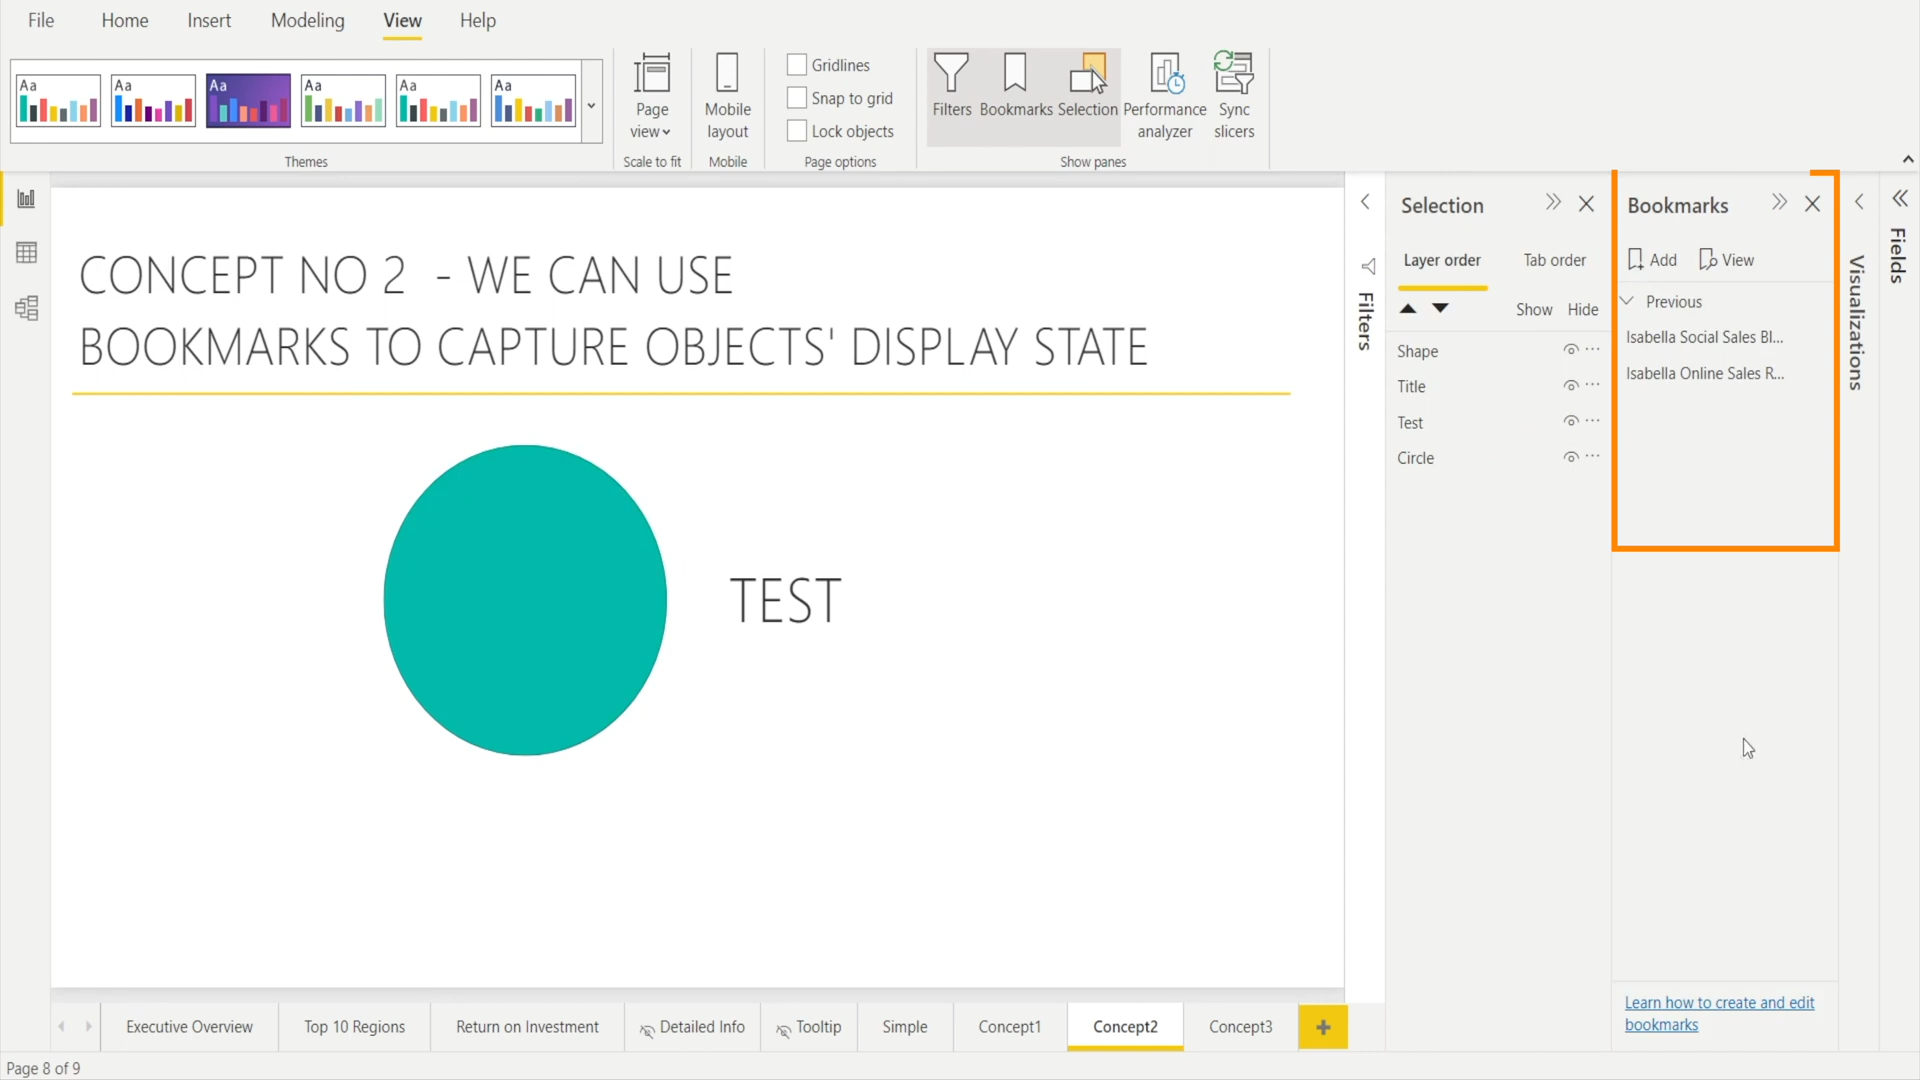 File Home Insert Modeling View Help
Aa Aa Aa Aa Aa Aa
Page
view
Mobile
layout
Gridlines
Snap to grid
Lock objects
Filters Bookmarks Selection Performance
analyzer
Sync
slicers
Themes Scale to fit Mobile Page options Show panes
CONCEPT NO 2 - WE CAN USE
BOOKMARKS TO CAPTURE OBJECTS' DISPLAY STATE
TEST
Filters
Selection
Layer order Tab order
Show Hide
Shape
Title
Test
Circle
Bookmarks
Add View
Previous
Isabella Social Sales Bl...
Isabella Online Sales R...
Learn how to create and edit
bookmarks
Visualizations
Fields
Executive Overview Top 10 Regions Return on Investment Detailed Info Tooltip Simple Concept1 Concept2 Concept3 +
Page 8 of 9